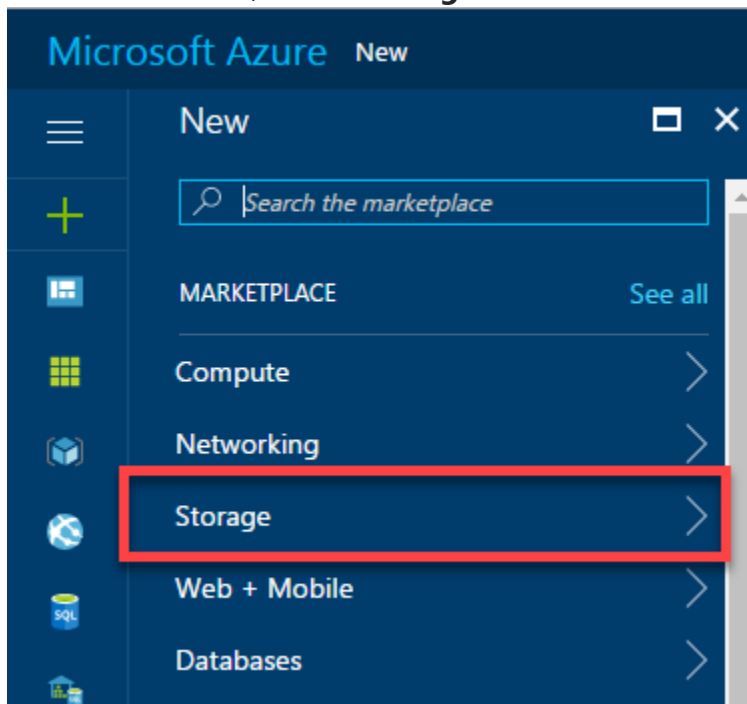 Microsoft Azure New
New
Search the marketplace
MARKETPLACE See all
Compute
Networking
Storage
Web + Mobile
SQL
Databases